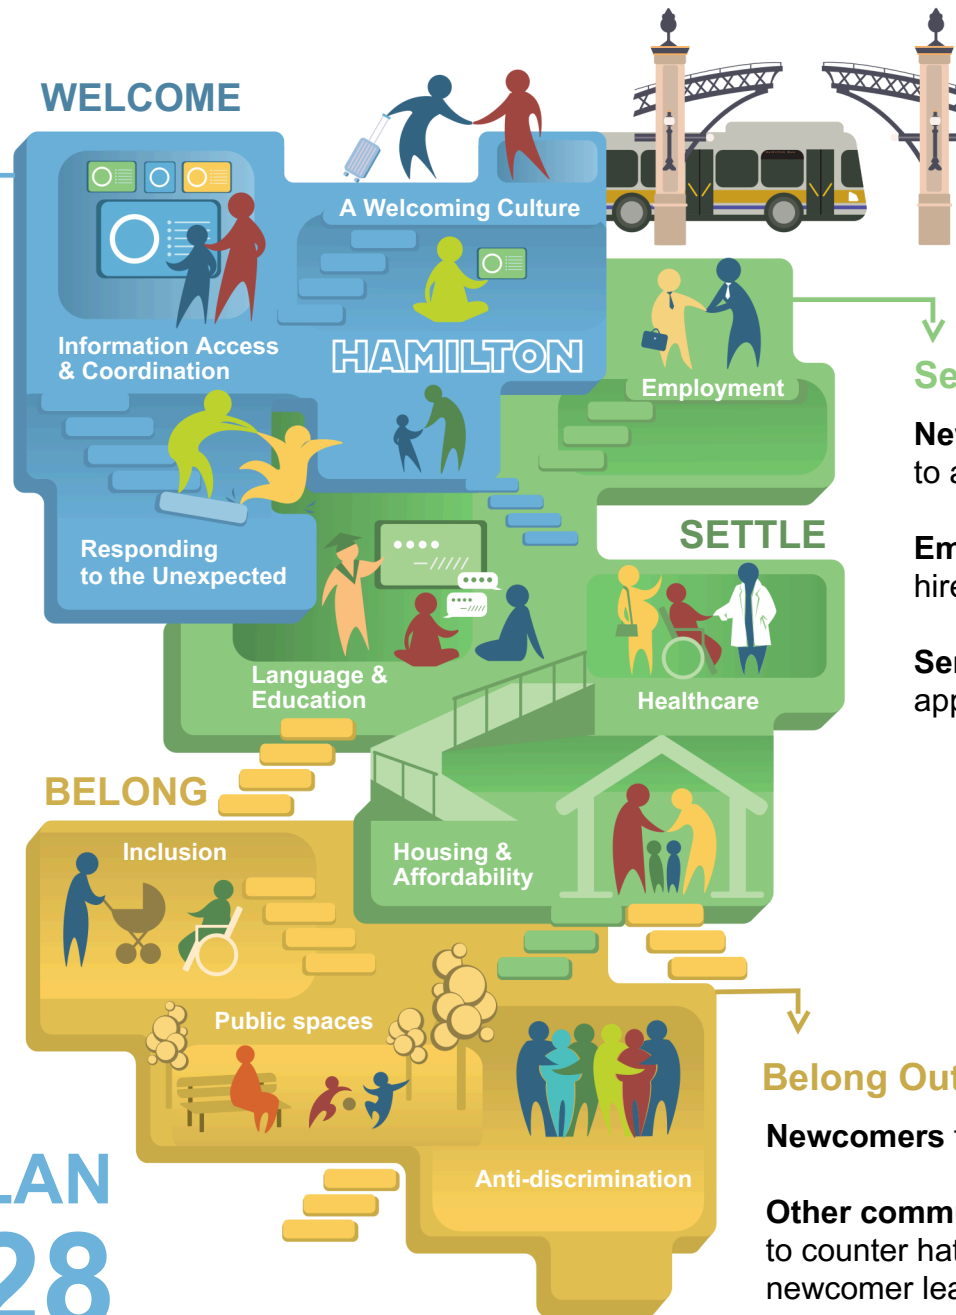 WELCOME
A Welcoming Culture
Information Access
& Coordination
HAMILTON
Employment
Responding
to the Unexpected
SETTLE
Language &
Education
Healthcare
BELONG
Inclusion
Housing &
Affordability
Public spaces
Anti-discrimination
Se
Ne
to a
Em
hire
Ser
app
Belong Out
Newcomers
Other comm
to counter hat
newcomer lea
LAN
28